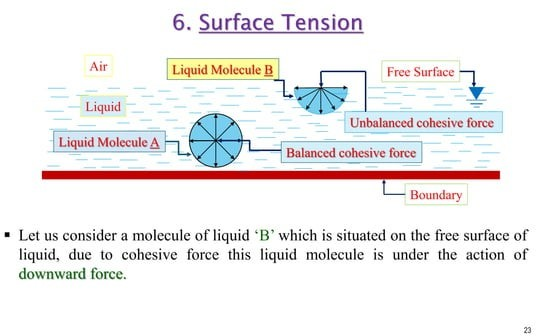 6. Surface Tension
Air
Liquid Molecule B
Free Surface
Liquid
Unbalanced cohesive force
Liquid Molecule A
Balanced cohesive force
Boundary
▪ Let us consider a molecule of liquid ‘B’ which is situated on the free surface of
liquid, due to cohesive force this liquid molecule is under the action of
downward force.
23